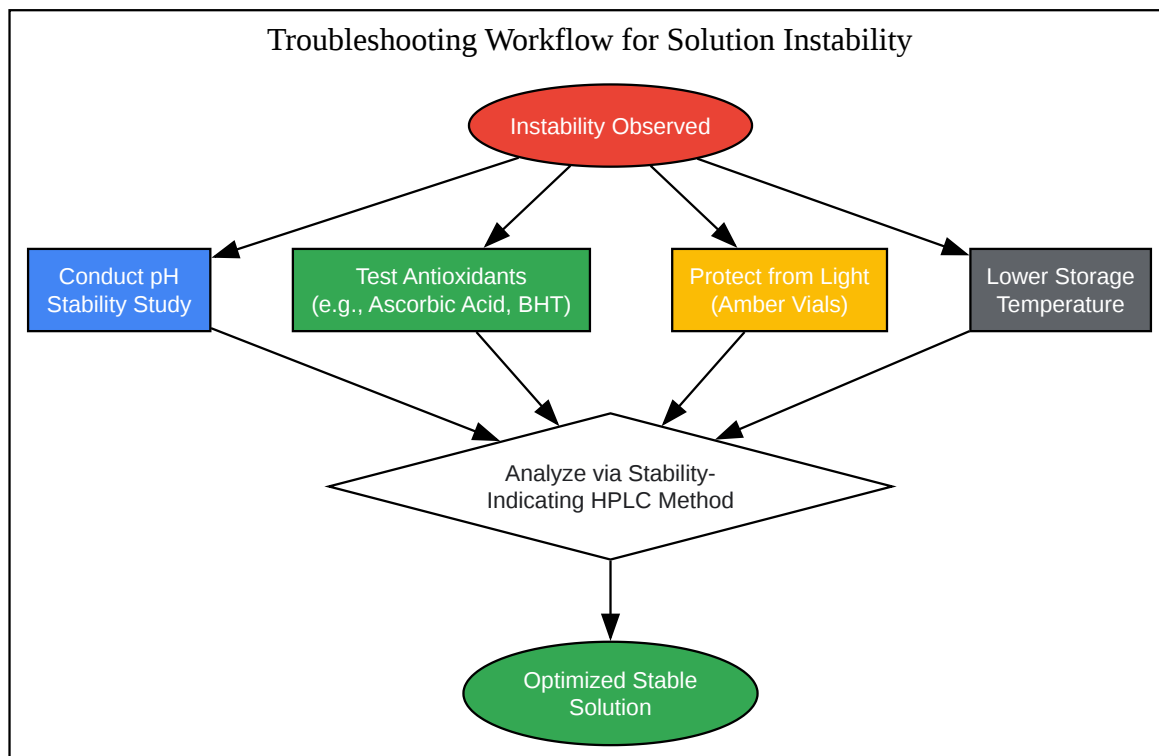 Troubleshooting Workflow for Solution Instability
Instability Observed
Conduct pH
Stability Study
Test Antioxidants
(e.g., Ascorbic Acid, BHT)
Protect from Light
(Amber Vials)
Lower Storage
Temperature
Analyze via Stability-
Indicating HPLC Method
Optimized Stable
Solution